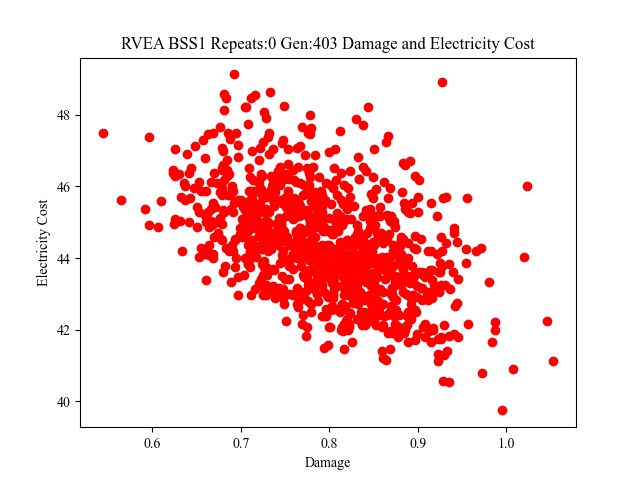 RVEA BSS1 Repeats:0 Gen:403 Damage and Electricity Cost
48
46
44
42
40
Electricity Cost
0.6 0.7 0.8 0.9 1.0
Damage